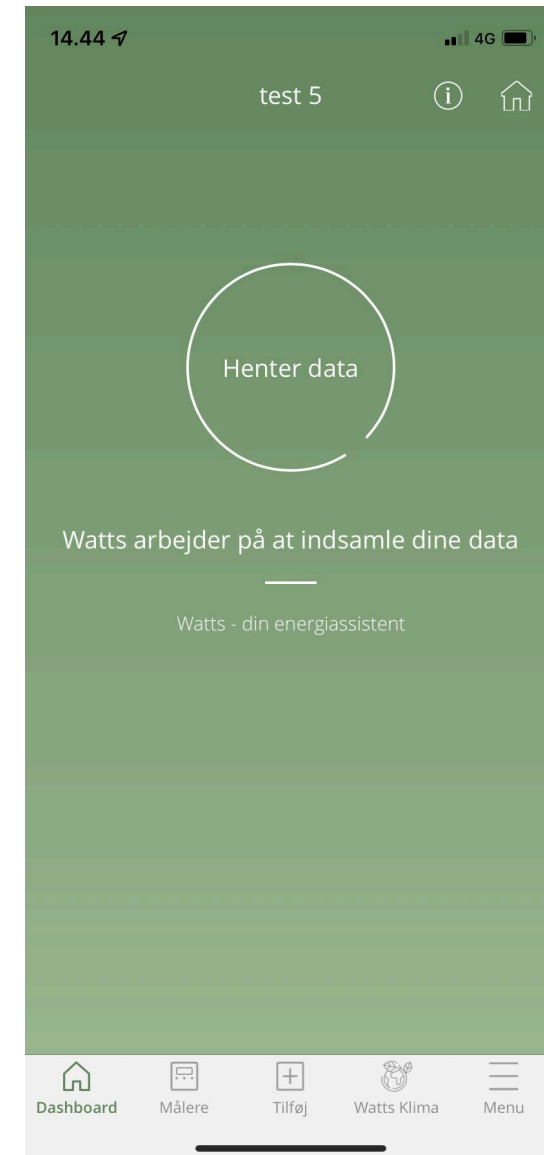 14.44
4G
test 5
Henter data
Watts arbejder på at indsamle dine data
Watts - din energiassistent
Dashboard Målere Tilføj Watts Klima Menu